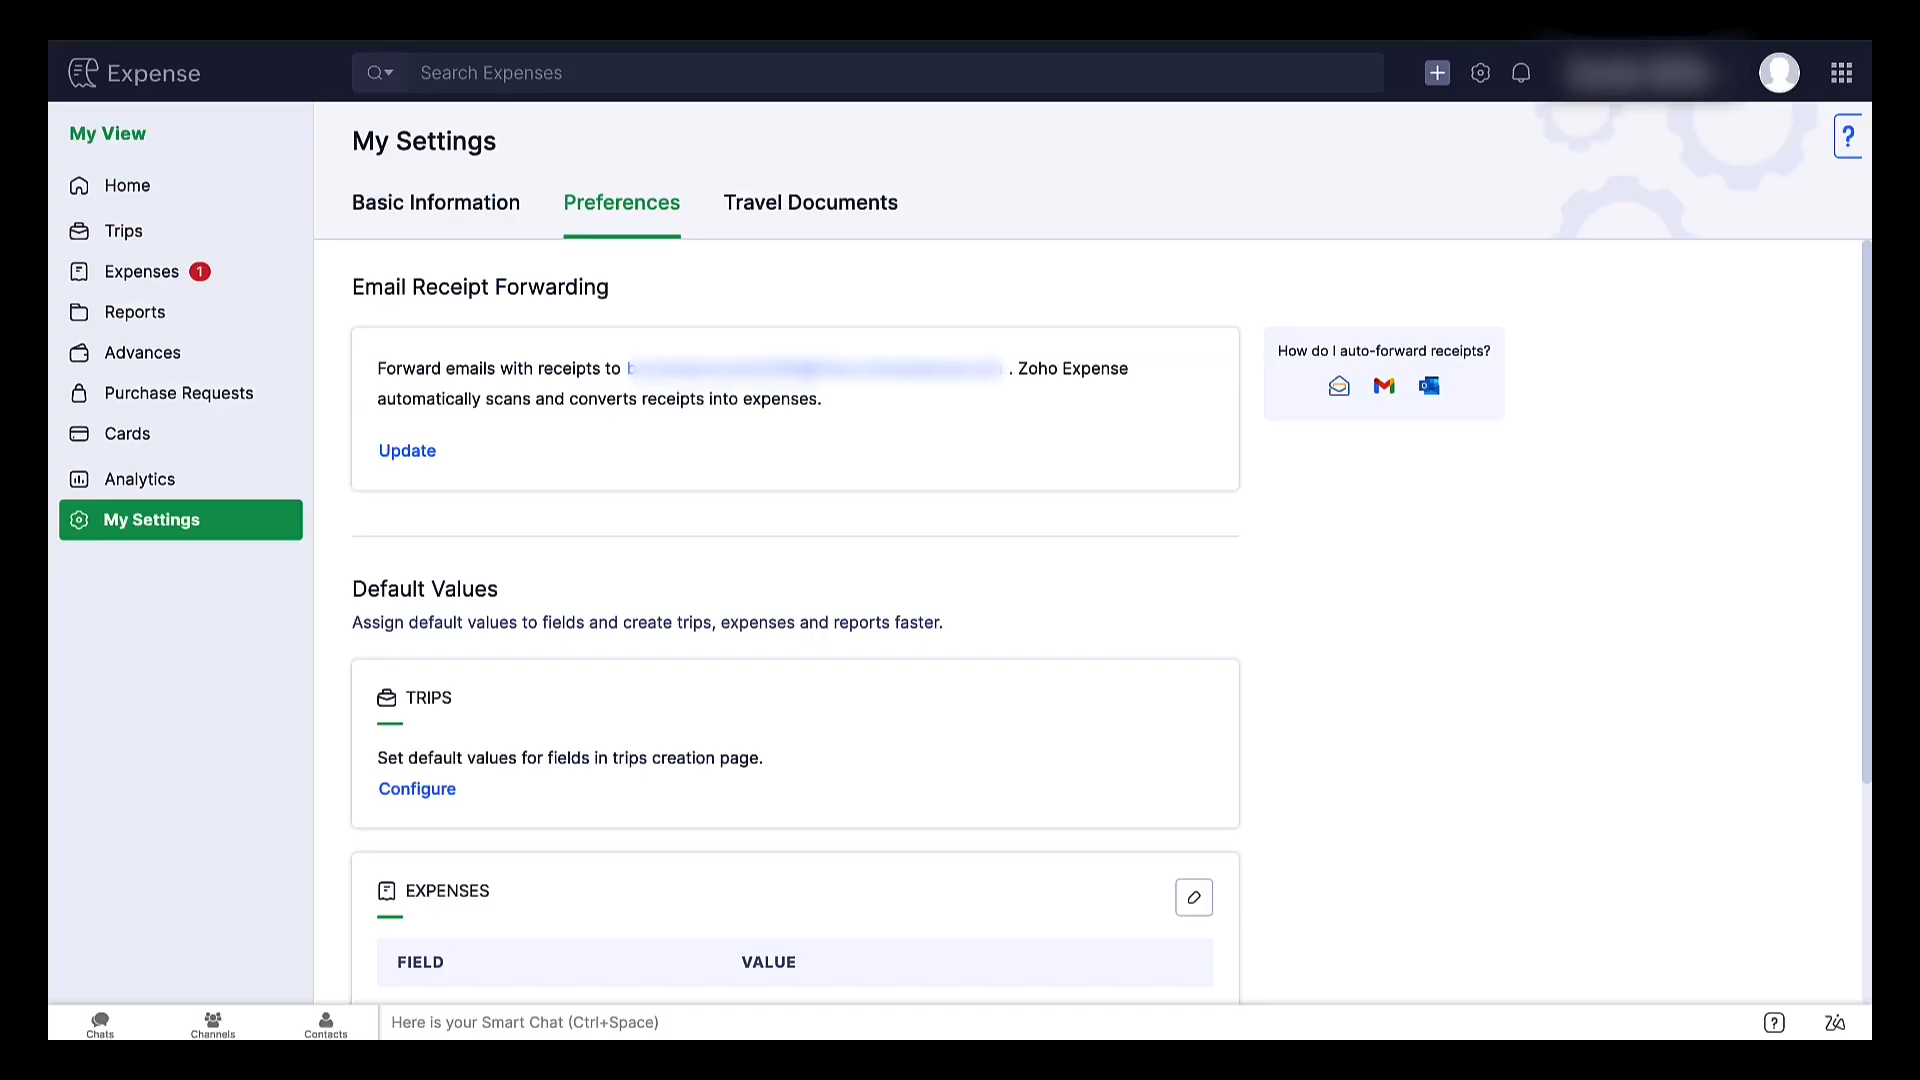 Expense
Search Expenses
My View
Home
Trips
Expenses 1
Reports
Advances
Purchase Requests
Cards
Analytics
My Settings
My Settings
?
Basic Information
Preferences
Travel Documents
Email Receipt Forwarding
Forward emails with receipts to . Zoho Expense
automatically scans and converts receipts into expenses.
Update
How do I auto-forward receipts?
Default Values
Assign default values to fields and create trips, expenses and reports faster.
TRIPS
Set default values for fields in trips creation page.
Configure
EXPENSES
FIELD
VALUE
Chats
Channels
Contacts
Here is your Smart Chat (Ctrl+Space)
?